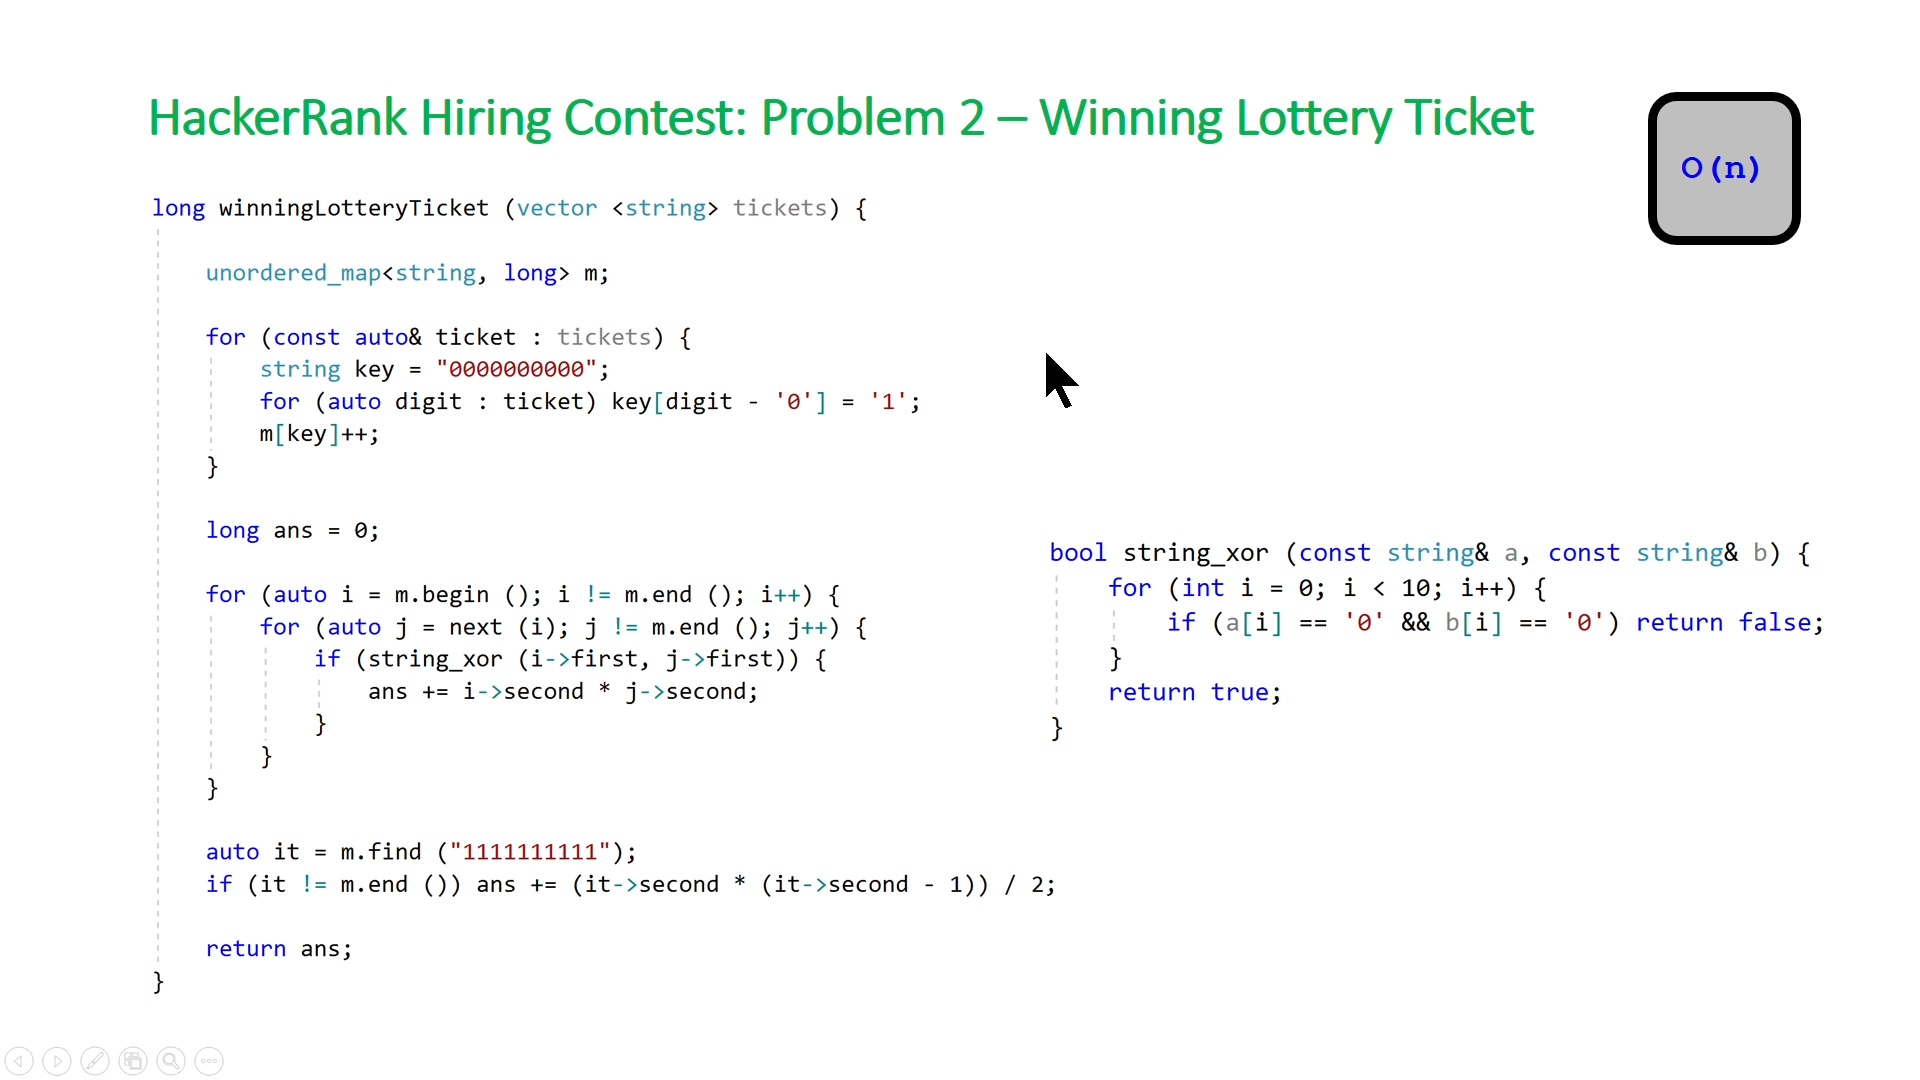 HackerRank Hiring Contest: Problem 2 – Winning Lottery Ticket
O(n)
long winningLotteryTicket (vector <string> tickets) {
unordered_map<string, long> m;
for (const auto& ticket : tickets) {
string key = "0000000000";
for (auto digit : ticket) key[digit - '0'] = '1';
m[key]++;
}
long ans = 0;
for (auto i = m.begin (); i != m.end (); i++) {
for (auto j = next (i); j != m.end (); j++) {
if (string_xor (i->first, j->first)) {
ans += i->second * j->second;
}
}
}
auto it = m.find ("1111111111");
if (it != m.end ()) ans += (it->second * (it->second - 1)) / 2;
return ans;
}
bool string_xor (const string& a, const string& b) {
for (int i = 0; i < 10; i++) {
if (a[i] == '0' && b[i] == '0') return false;
}
return true;
}